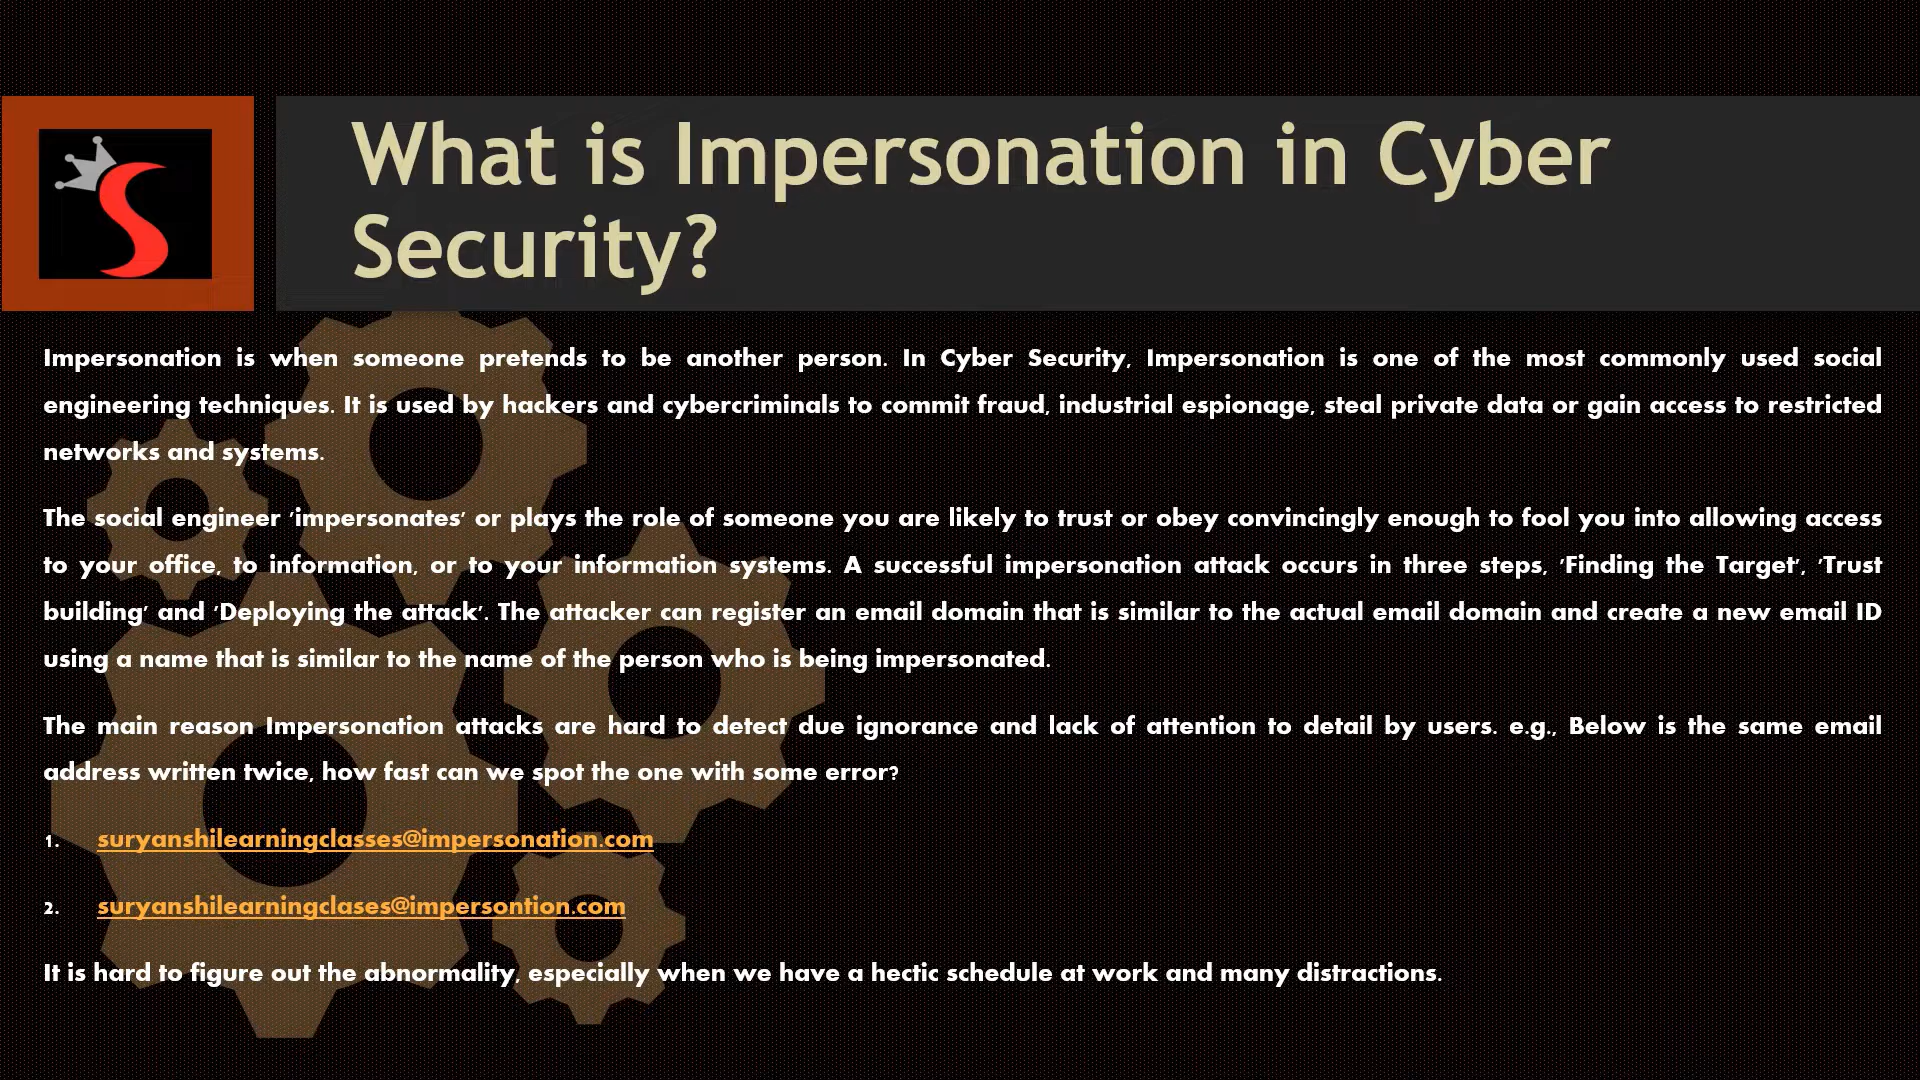 What is Impersonation in Cyber
Security?
Impersonation is when someone pretends to be another person. In Cyber Security, Impersonation is one of the most commonly used social
engineering techniques. It is used by hackers and cybercriminals to commit fraud, industrial espionage, steal private data or gain access to restricted
networks and systems.
The social engineer 'impersonates' or plays the role of someone you are likely to trust or obey convincingly enough to fool you into allowing access
to your office, to information, or to your information systems. A successful impersonation attack occurs in three steps, 'Finding the Target', 'Trust
building' and 'Deploying the attack'. The attacker can register an email domain that is similar to the actual email domain and create a new email ID
using a name that is similar to the name of the person who is being impersonated.
The main reason Impersonation attacks are hard to detect due ignorance and lack of attention to detail by users. e.g., Below is the same email
address written twice, how fast can we spot the one with some error?
1. suryanshilearningclasses@impersonation.com
2. suryanshilearningclases@impersontion.com
It is hard to figure out the abnormality, especially when we have a hectic schedule at work and many distractions.